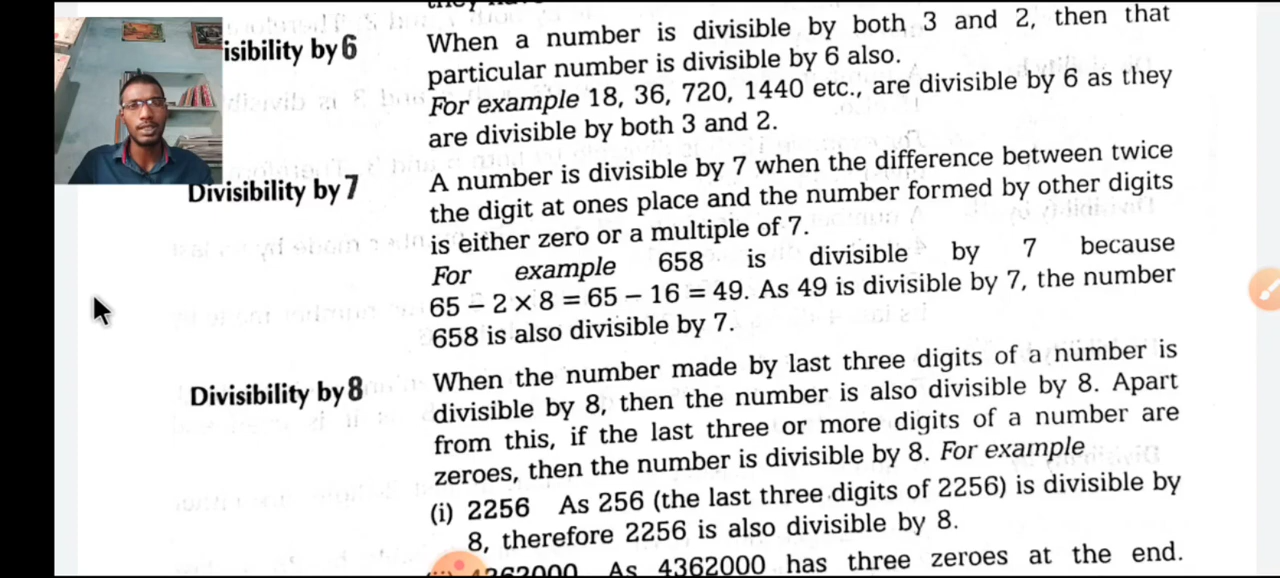 isibility by 6
When a number is divisible by both 3 and 2, then that
particular number is divisible by 6 also.
For example 18, 36, 720, 1440 etc., are divisible by 6 as they
are divisible by both 3 and 2.
Divisibility by 7
A number is divisible by 7 when the difference between twice
the digit at ones place and the number formed by other digits
is either zero or a multiple of 7.
For example 658 is divisible by 7 because
65 – 2 × 8 = 65 – 16 = 49. As 49 is divisible by 7, the number
658 is also divisible by 7.
Divisibility by 8
When the number made by last three digits of a number is
divisible by 8, then the number is also divisible by 8. Apart
from this, if the last three or more digits of a number are
zeroes, then the number is divisible by 8. For example
(i) 2256 As 256 (the last three digits of 2256) is divisible by
8, therefore 2256 is also divisible by 8.
As 4362000 has three zeroes at the end.